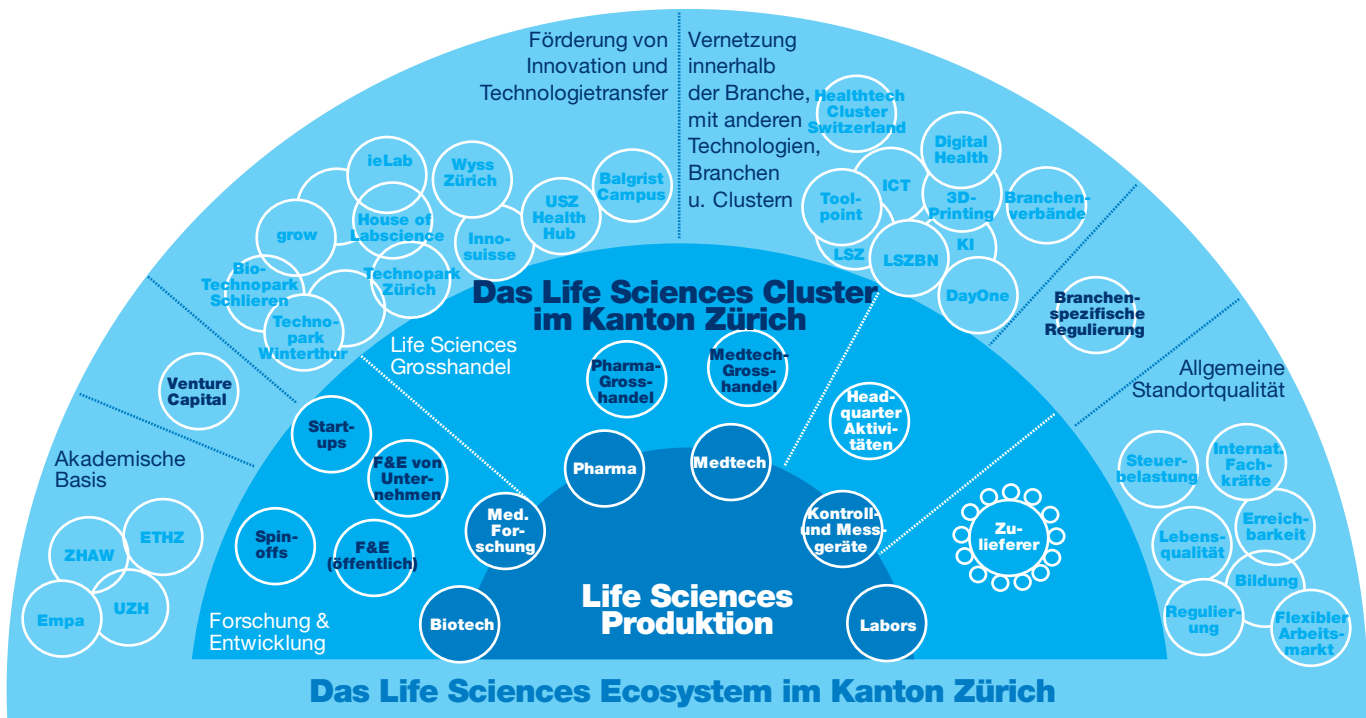 Förderung von
Innovation und
Technologietransfer
Vernetzung
innerhalb
der Branche,
mit anderen
Technologien,
Branchen
u. Clustern
Healthtech
Cluster
Switzerland
Digital
Health
ICT
3D-
Printing
Branchen-
verbände
Tool-
point
LSZ
LSZBN
KI
DayOne
ieLab
Wyss
Zürich
Balgrist
Campus
USZ
Health
Hub
House of
Labscience
grow
Inno-
suisse
Bio-
Technopark
Schlieren
Technopark
Zürich
Techno-
park
Winterthur
Branchen-
spezifische
Regulierung
Das Life Sciences Cluster
im Kanton Zürich
Life Sciences
Grosshandel
Pharma-
Gross-
handel
Medtech-
Gross-
handel
Head-
quarter
Aktivi-
täten
Venture
Capital
Allgemeine
Standortqualität
Start-
ups
F&E von
Unter-
nehmen
Spin-
offs
F&E
(öffentlich)
Forschung &
Entwicklung
Med.
For-
schung
Pharma
Medtech
Kontroll-
und Mess-
geräte
Biotech
Labors
Life Sciences
Produktion
Zu-
lieferer
Akademische
Basis
ZHAW
ETHZ
Empa
UZH
Steuer-
belastung
Internat.
Fach-
kräfte
Lebens-
qualität
Erreich-
barkeit
Bildung
Regulier-
ung
Flexibler
Arbeits-
markt
Das Life Sciences Ecosystem im Kanton Zürich